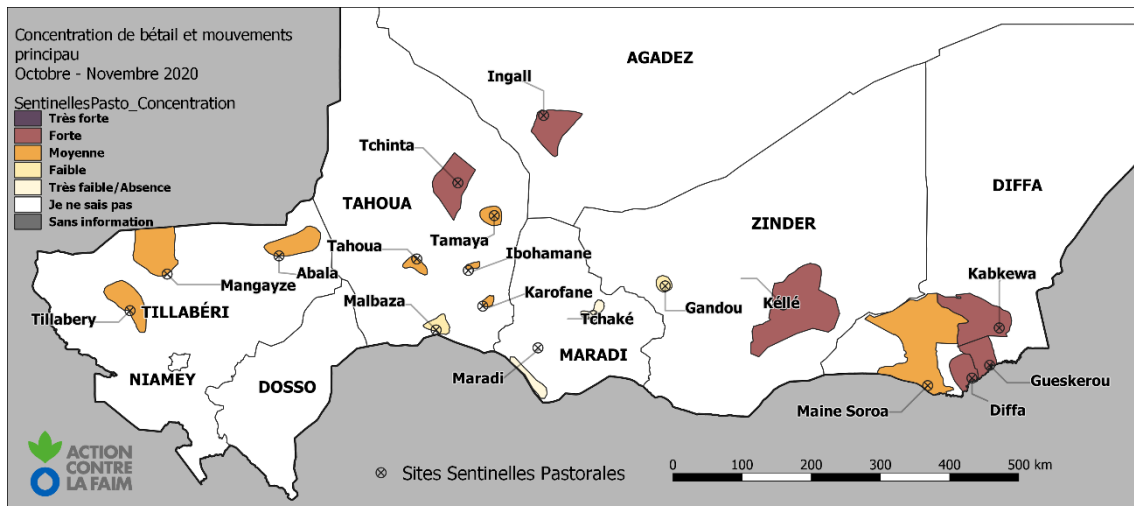 Concentration de bétail et mouvements
principau
Octobre - Novembre 2020
SentinellesPasto_Concentration
Très forte
Forte
Moyenne
Faible
Très faible/Absence
Je ne sais pas
Sans information
AGADEZ
Ingall
Tchinta
DIFFA
TAHOUA
ZINDER
Tamaya
Tahoua
Ibohamane
Kabkewa
Abala
Mangayze
Karofane
Gandou
Kéllé
Malbaza
Tchaké
TILLABÉRI
Tillabery
MARADI
Maradi
NIAMEY
DOSSO
Gueskerou
Maine Soroa
Diffa
ACTION
CONTRE
LA FAIM
Sites Sentinelles Pastorales
0 100 200 300 400 500 km